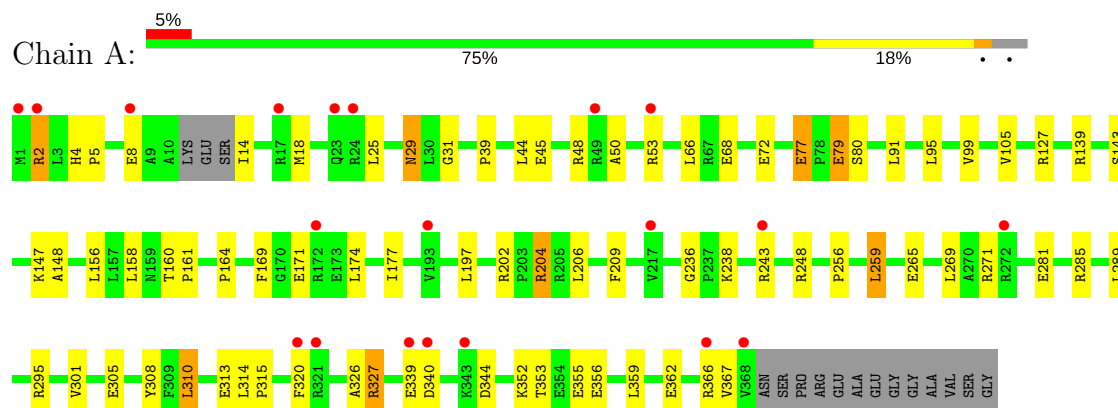 5%
Chain A:
75% 18% • •
M1 R2 L3 H4 P5 E8 A9 A10 LYS GLU SER I14 R17 M18 Q23 R24 L25 N29 L30 G31 P39 L44 E45 R48 R49 A50 R53 L66 R67 E68 E72 E77 P78 E79 S80 L91 L95 V99 V105 R127 R139
K147 A148 L156 L157 L158 N159 T160 P161 P164 F169 G170 E171 R172 E173 L174 I177 V193 L197 R202 P203 R204 R205 L206 F209 V217 G236 P237 K238 R243 R248 P256 L259 E265 L269 A270 R271 R272 E281 R285
R295 V301 E305 Y308 F309 L310 E313 L314 P315 F320 R321 A326 R327 E339 D340 K343 D344 K352 T353 E354 E355 E356 L359 E362 R366 V367 V368 ASN SER PRO ARG GLU ALA GLU GLY GLY ALA VAL SER GLY